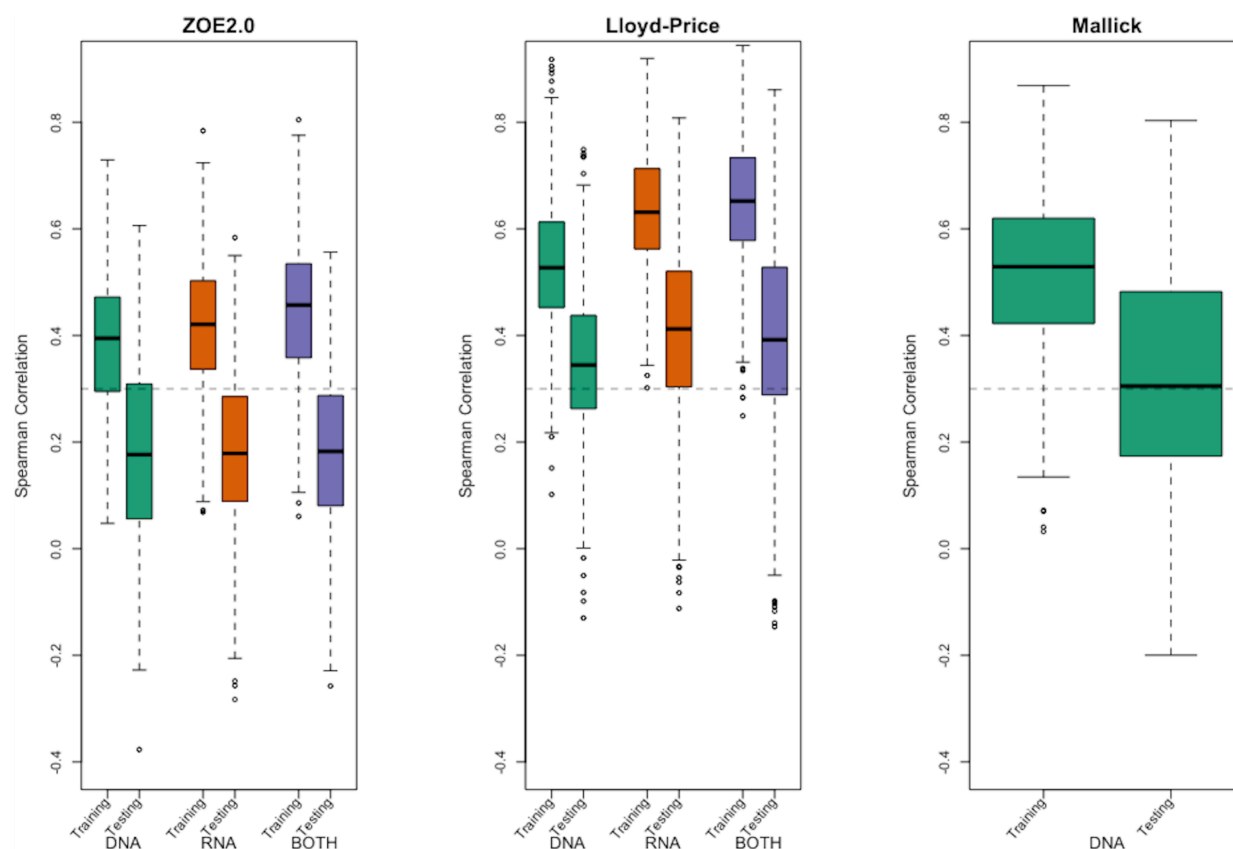 ZOE2.0
Spearman Correlation
0.8
0.6
0.4
0.2
0.0
-0.2
-0.4
Training
Testing
Training
Testing
Training
Testing
DNA
RNA
BOTH
Lloyd-Price
Spearman Correlation
0.8
0.6
0.4
0.2
0.0
-0.2
-0.4
Training
Testing
Training
Testing
Training
Testing
DNA
RNA
BOTH
Mallick
Spearman Correlation
0.8
0.6
0.4
0.2
0.0
-0.2
-0.4
Training
Testing
DNA